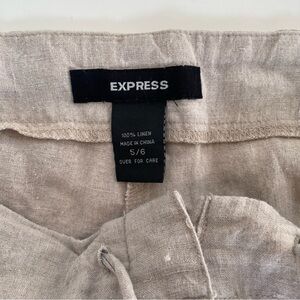 EXPRESS
100% LINEN
MADE IN CHINA
5/6
OVER FOR CARE